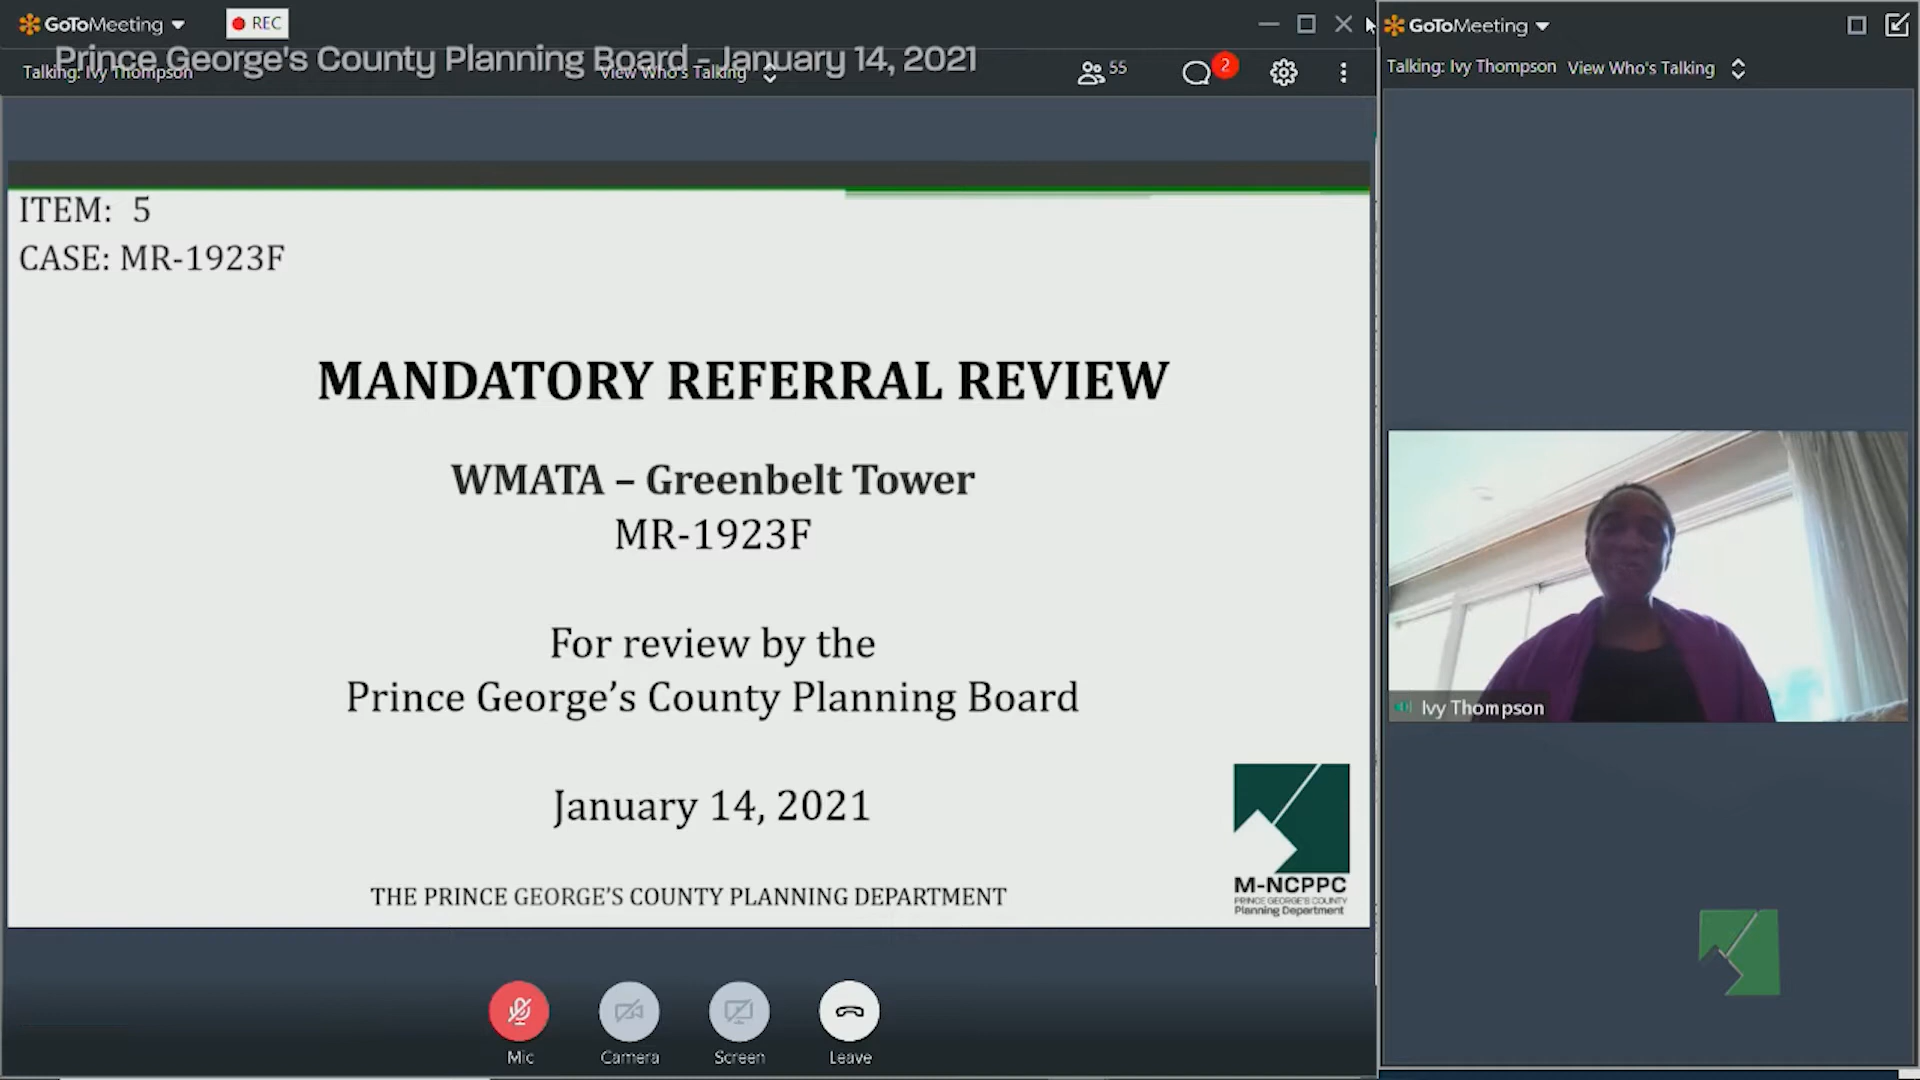 GoToMeeting
REC
Prince George's County Planning Board - January 14, 2021
Talking: Ivy Thompson
View Who's Talking
55
2
ITEM: 5
CASE: MR-1923F
MANDATORY REFERRAL REVIEW
WMATA – Greenbelt Tower
MR-1923F
For review by the
Prince George’s County Planning Board
January 14, 2021
THE PRINCE GEORGE’S COUNTY PLANNING DEPARTMENT
M-NCPPC
PRINCE GEORGE'S COUNTY
Planning Department
Mic
Camera
Screen
Leave
GoToMeeting
Talking: Ivy Thompson View Who's Talking
Ivy Thompson